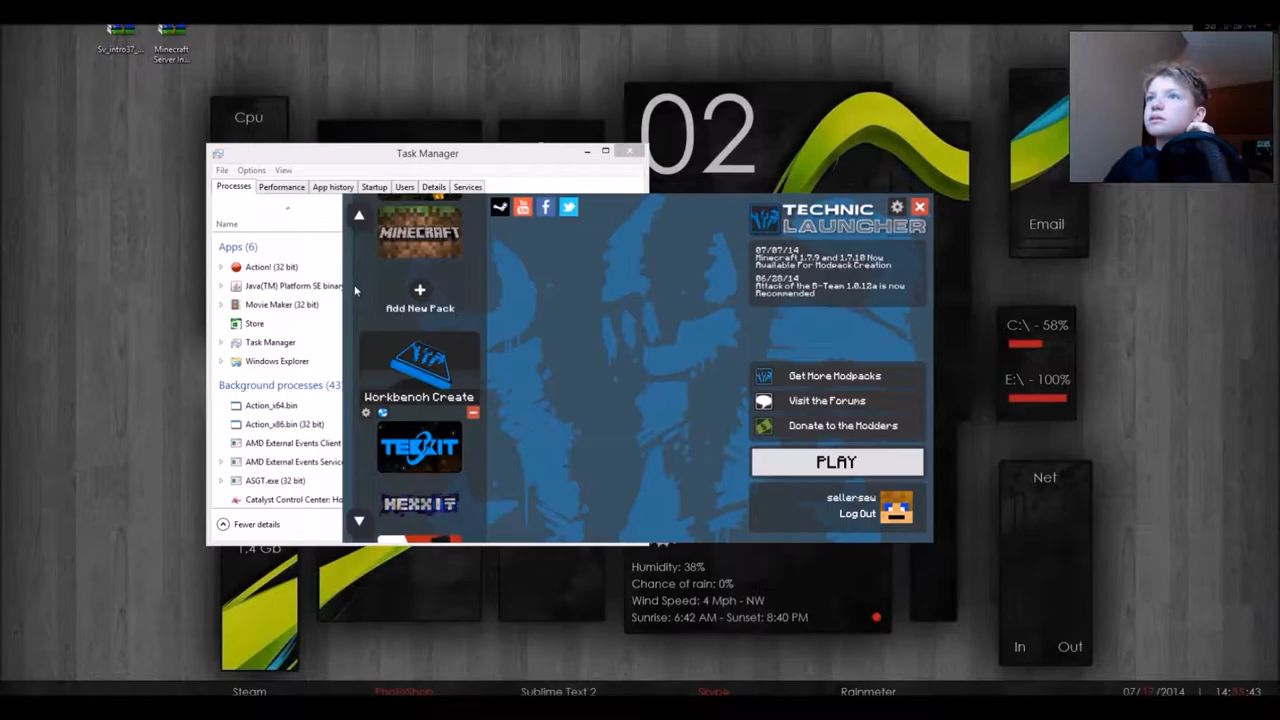 Sv_intro37_...
Minecraft
Server In...
Cpu
02
Email
C:\ - 58%
E:\ - 100%
Net
In
Out
Task Manager
File
Options
View
Processes
Performance
App history
Startup
Users
Details
Services
Name
Apps (6)
Action! (32 bit)
Java(TM) Platform SE binary
Movie Maker (32 bit)
Store
Task Manager
Windows Explorer
Background processes (43)
Action_x64.bin
Action_x86.bin (32 bit)
AMD External Events Client
AMD External Events Service
ASGT.exe (32 bit)
Catalyst Control Center: Ho
Fewer details
MINECRAFT
Add New Pack
Workbench Create
TEKKIT
HEXXIT
TECHNIC
LAUNCHER
07/07/14
Minecraft 1.7.9 and 1.7.10 Now
Available For Modpack Creation
06/28/14
Attack of the B-Team 1.0.12a is now
Recommended
Get More Modpacks
Visit the Forums
Donate to the Modders
PLAY
sellersew
Log Out
1.4 Gb
Humidity: 38%
Chance of rain: 0%
Wind Speed: 4 Mph - NW
Sunrise: 6:42 AM - Sunset: 8:40 PM
Steam
PhotoShop
Sublime Text 2
Skype
Rainmeter
07/17/2014
14:55:43